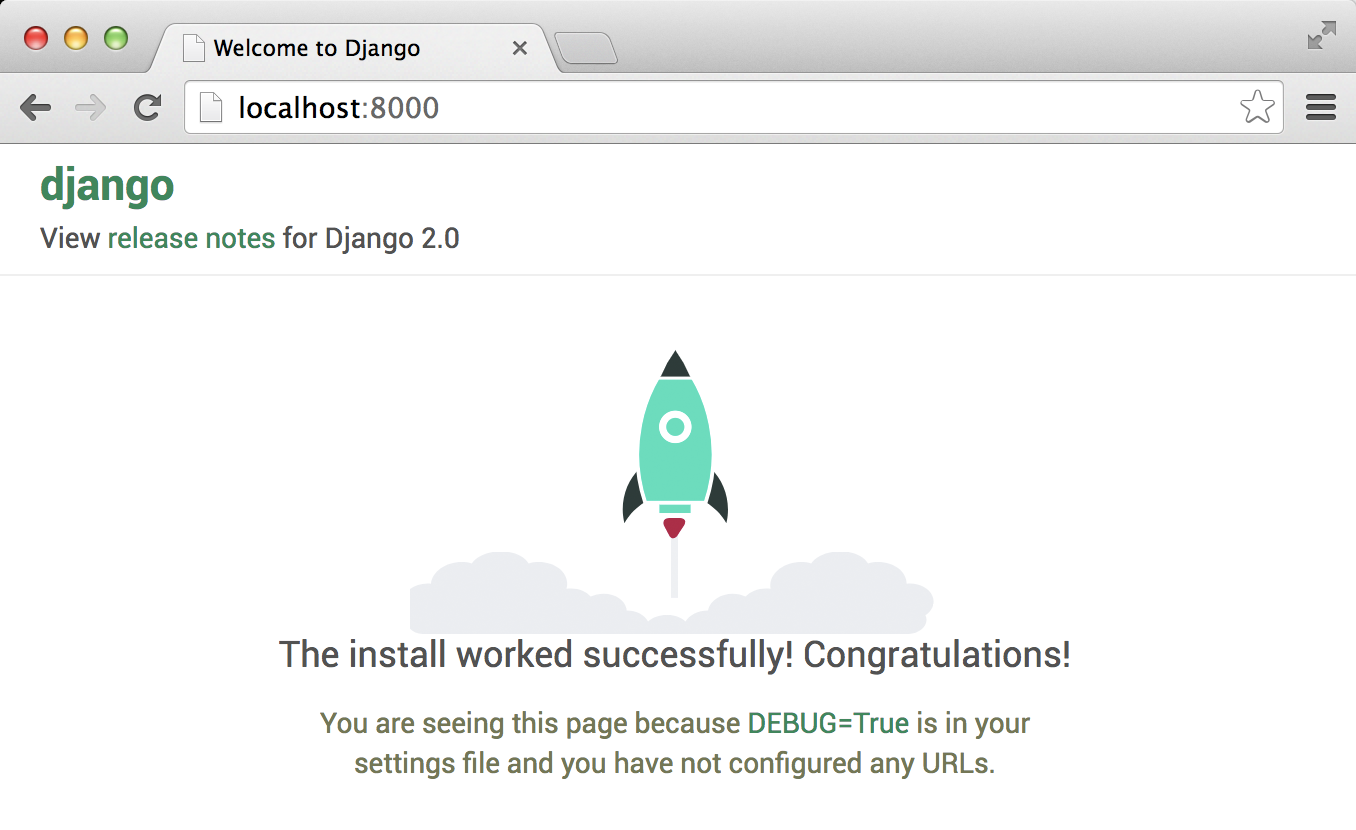 Welcome to Django
localhost:8000
django
View release notes for Django 2.0
The install worked successfully! Congratulations!
You are seeing this page because DEBUG=True is in your
settings file and you have not configured any URLs.